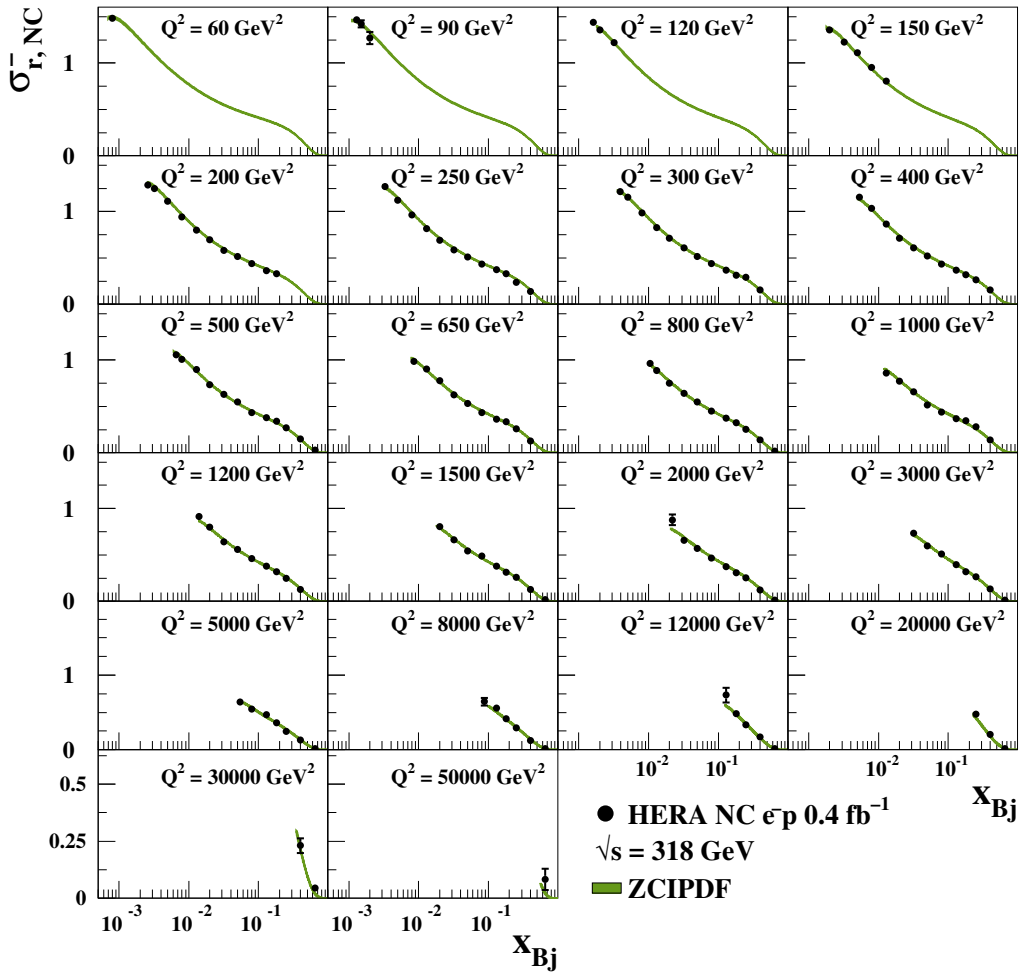 σ⁻r, NC
Q² = 60 GeV² Q² = 90 GeV² Q² = 120 GeV² Q² = 150 GeV²
1
0
Q² = 200 GeV² Q² = 250 GeV² Q² = 300 GeV² Q² = 400 GeV²
1
0
Q² = 500 GeV² Q² = 650 GeV² Q² = 800 GeV² Q² = 1000 GeV²
1
0
Q² = 1200 GeV² Q² = 1500 GeV² Q² = 2000 GeV² Q² = 3000 GeV²
1
0
Q² = 5000 GeV² Q² = 8000 GeV² Q² = 12000 GeV² Q² = 20000 GeV²
1
0
10⁻² 10⁻¹ 10⁻² 10⁻¹
xBj
Q² = 30000 GeV² Q² = 50000 GeV²
0.5
0.25
0
10⁻³ 10⁻² 10⁻¹ 10⁻³ 10⁻² 10⁻¹
xBj
HERA NC e⁻p 0.4 fb⁻¹
√s = 318 GeV
ZCIPDF